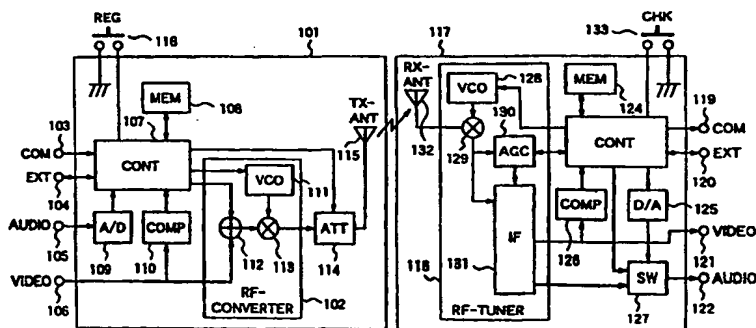 REG
116
101
107
MEM
108
TX-
ANT
115
103
COM
CONT
EXT
104
VCO
111
AUDIO
105
A/D
109
COMP
110
112
113
ATT
114
VIDEO
106
RF-
CONVERTER
102
117
133
CHK
RX-
ANT
132
VCO
128
129
130
AGC
MEM
124
CONT
119
COM
EXT
120
COMP
126
D/A
125
IF
131
118
RF-TUNER
VIDEO
121
SW
127
AUDIO
122